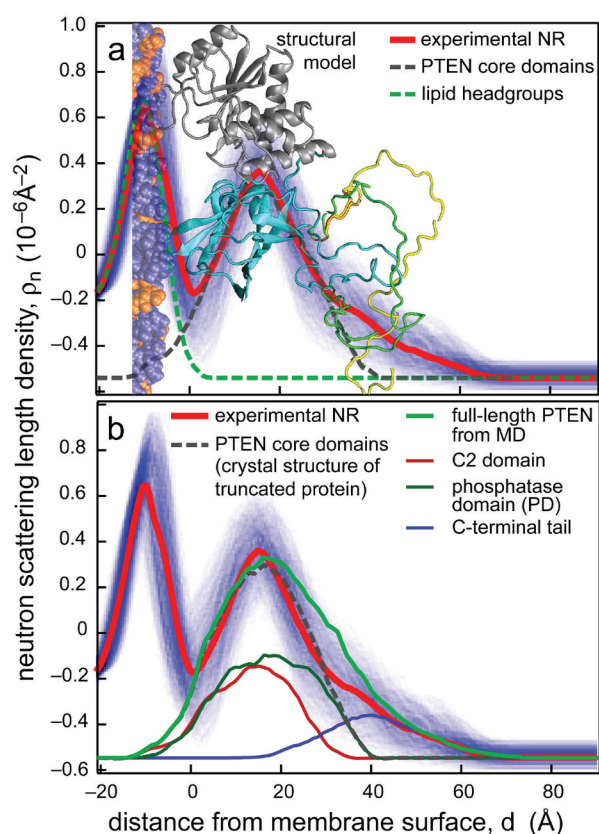 a
structural
model
experimental NR
PTEN core domains
lipid headgroups
1.0
0.8
0.6
0.4
0.2
0
−0.2
−0.4
neutron scattering length density, ρn (10−6Å−2)
b
experimental NR
PTEN core domains
(crystal structure of
truncated protein)
full-length PTEN
from MD
C2 domain
phosphatase
domain (PD)
C-terminal tail
1.0
0.8
0.6
0.4
0.2
0
−0.2
−0.4
−0.6
−20
0
20
40
60
80
distance from membrane surface, d (Å)